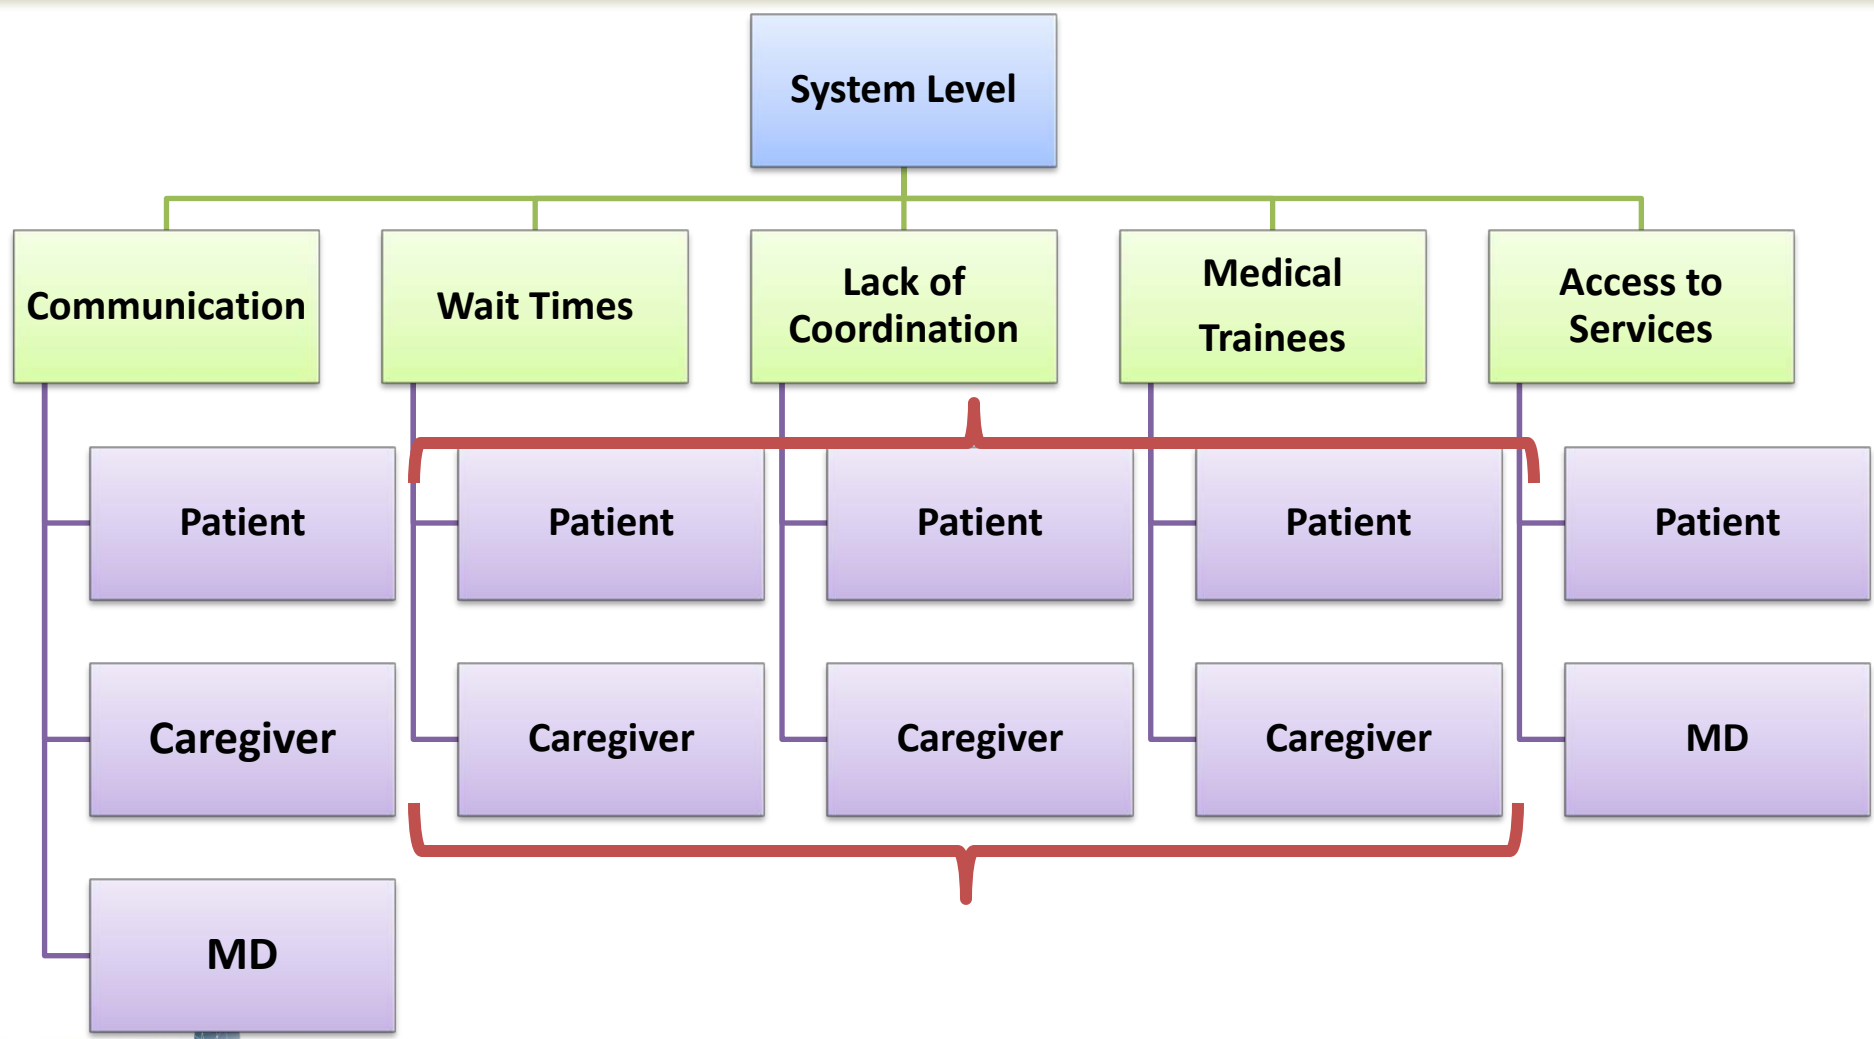 System Level
Communication
Wait Times
Lack of
Coordination
Medical
Trainees
Access to
Services
Patient
Patient
Patient
Patient
Patient
Caregiver
Caregiver
Caregiver
Caregiver
MD
MD